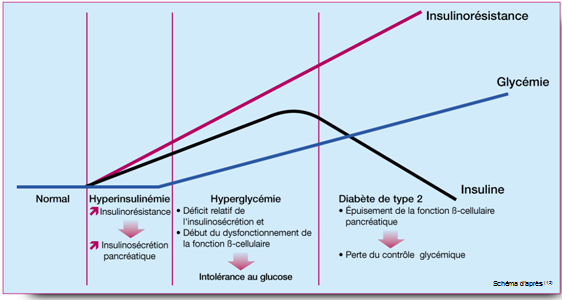 Insulinorésistance
Glycémie
Insuline
Normal
Hyperinsulinémie
↗ Insulinorésistance
↗ Insulinosécrétion
pancréatique
Hyperglycémie
• Déficit relatif de
l'insulinosécrétion et
• Début du dysfonctionnement de
la fonction ß-cellulaire
Intolérance au glucose
Diabète de type 2
• Épuisement de la fonction ß-cellulaire
pancréatique
• Perte du contrôle glycémique
Schéma d'après